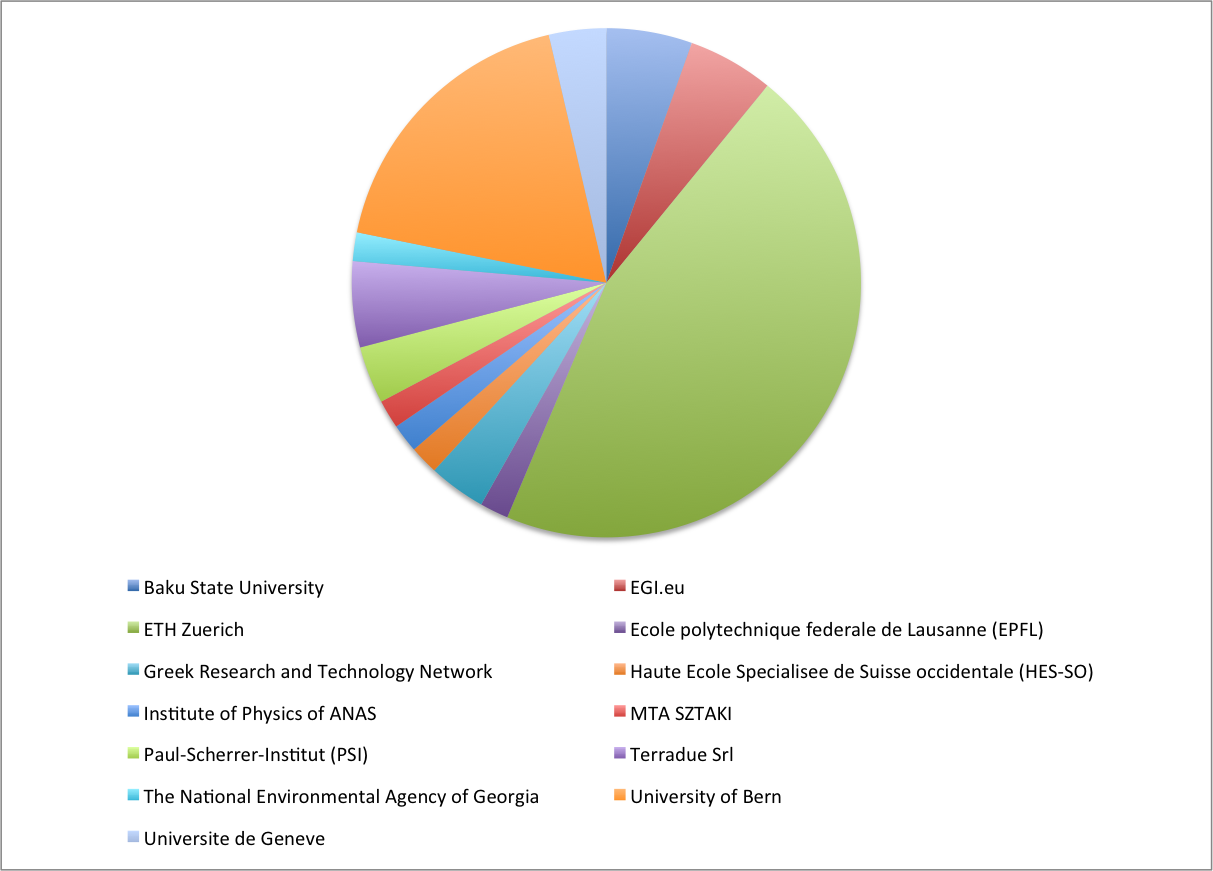 Baku State University
EGI.eu
ETH Zuerich
Ecole polytechnique federale de Lausanne (EPFL)
Greek Research and Technology Network
Haute Ecole Specialisee de Suisse occidentale (HES-SO)
Institute of Physics of ANAS
MTA SZTAKI
Paul-Scherrer-Institut (PSI)
Terradue Srl
The National Environmental Agency of Georgia
University of Bern
Universite de Geneve